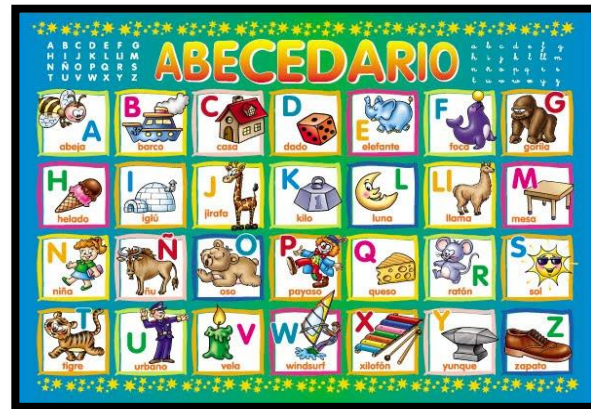 ABECEDARIO
A B C D E F G
H I J K L Ll M
N Ñ O P Q R S
T U V W X Y Z
a b c d e f g
h i j k l ll m
n ñ o p q r s
t u v w x y z
A
abeja
B
barco
C
casa
D
dado
E
elefante
F
foca
G
gorila
H
helado
I
iglú
J
jirafa
K
1
kilo
L
luna
Ll
llama
M
mesa
N
niña
Ñ
ñu
O
oso
P
payaso
Q
queso
R
ratón
S
sol
T
tigre
U
urbano
V
vela
W
windsurf
X
xilofón
Y
yunque
Z
zapato